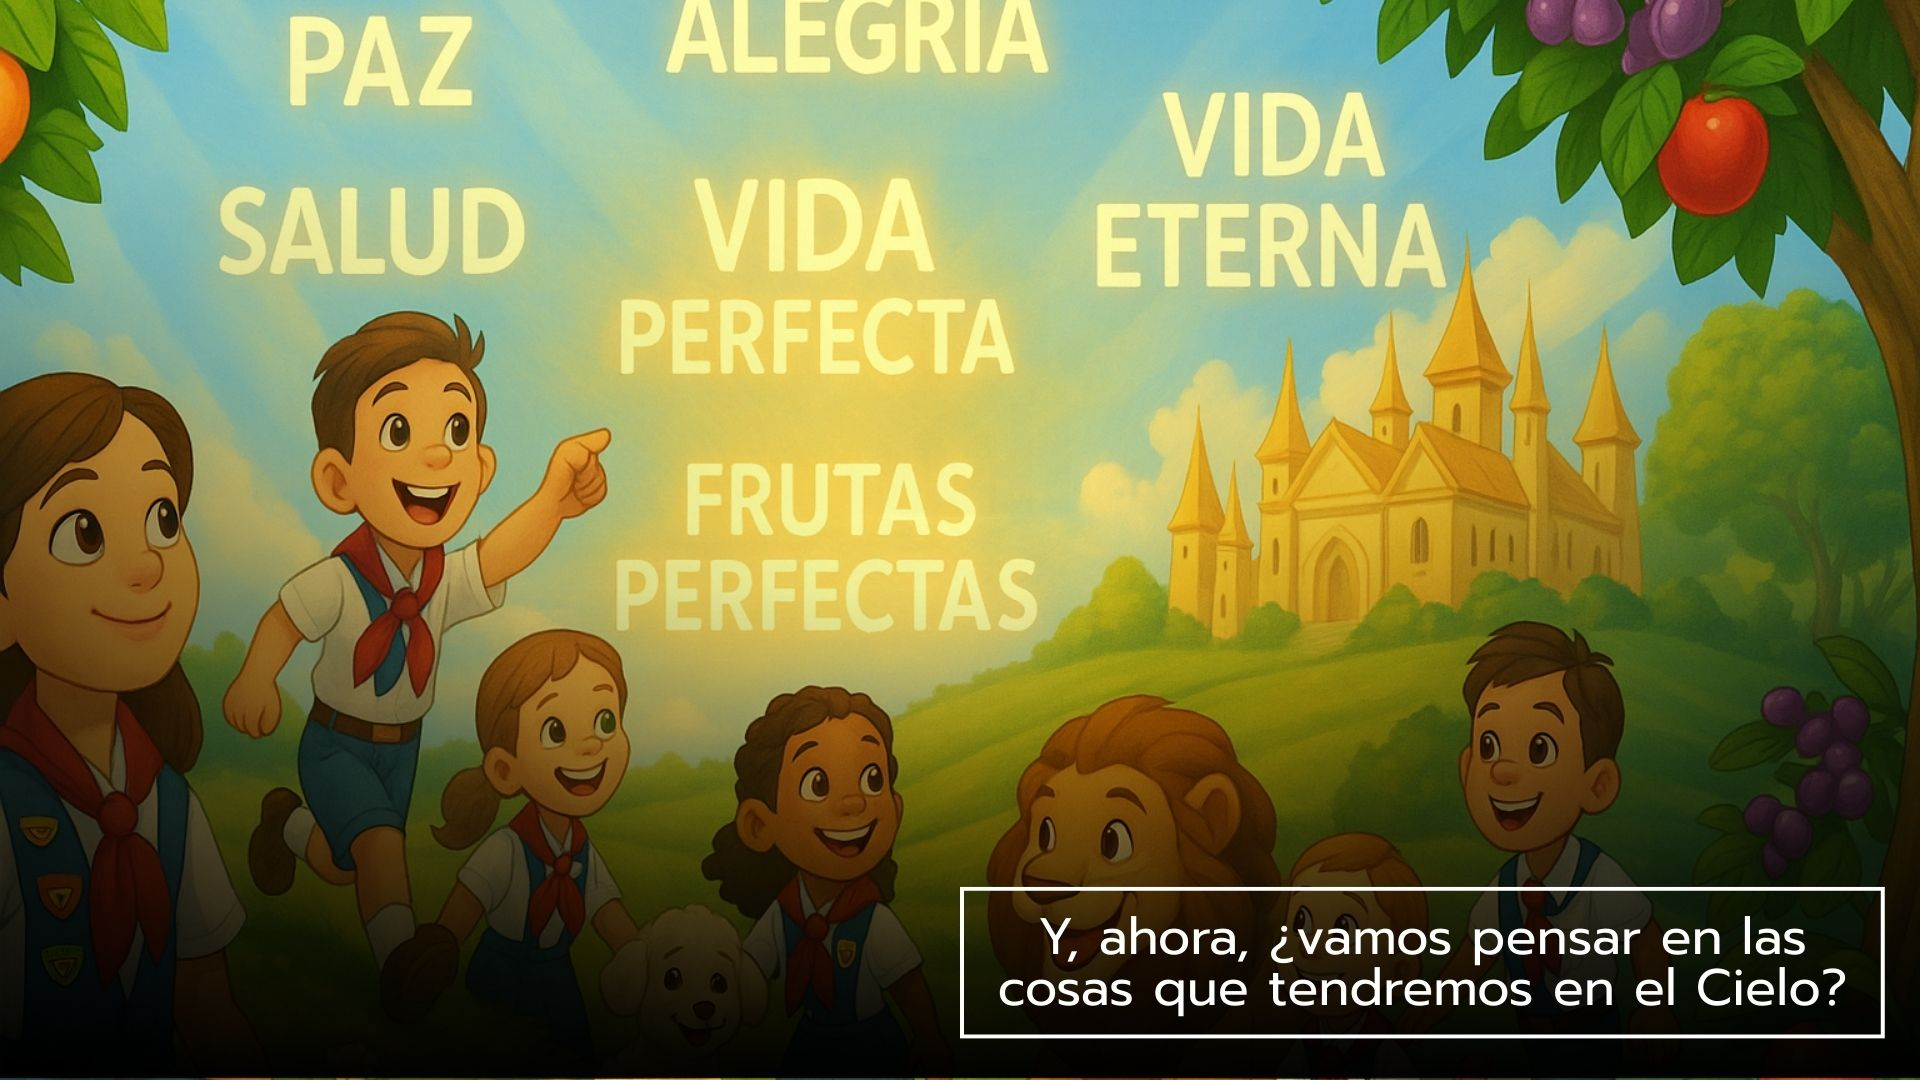 PAZ
ALEGRIA
VIDA
ETERNA
SALUD
VIDA
PERFECTA
FRUTAS
PERFECTAS
Y, ahora, ¿vamos pensar en las
cosas que tendremos en el Cielo?